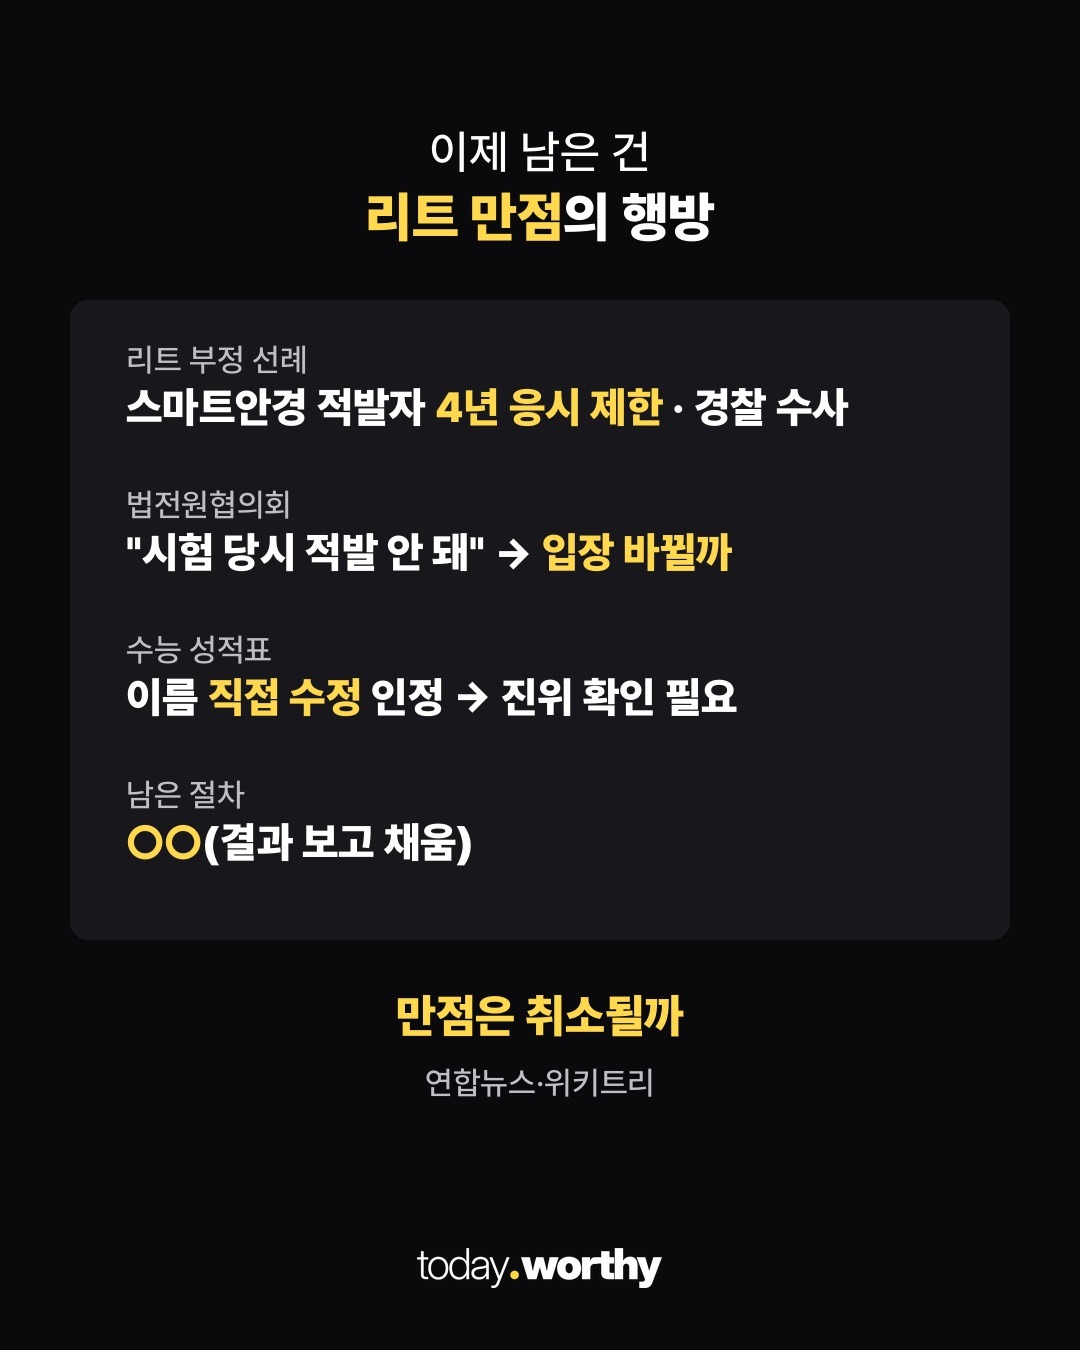 이제 남은 건
리트 만점의 행방
리트 부정 선례
스마트안경 적발자 4년 응시 제한 · 경찰 수사
법전원협의회
"시험 당시 적발 안 돼" → 입장 바뀔까
수능 성적표
이름 직접 수정 인정 → 진위 확인 필요
남은 절차
○○(결과 보고 채움)
만점은 취소될까
연합뉴스·위키트리
today.worthy